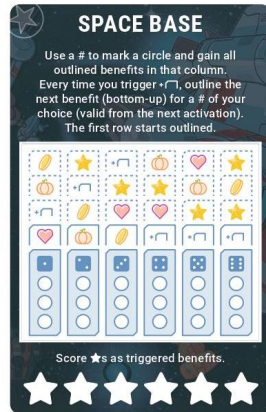 SPACE BASE
Use a # to mark a circle and gain all
outlined benefits in that column.
Every time you trigger +, outline the
next benefit (bottom-up) for a # of your
choice (valid from the next activation).
The first row starts outlined.
Score ★s as triggered benefits.